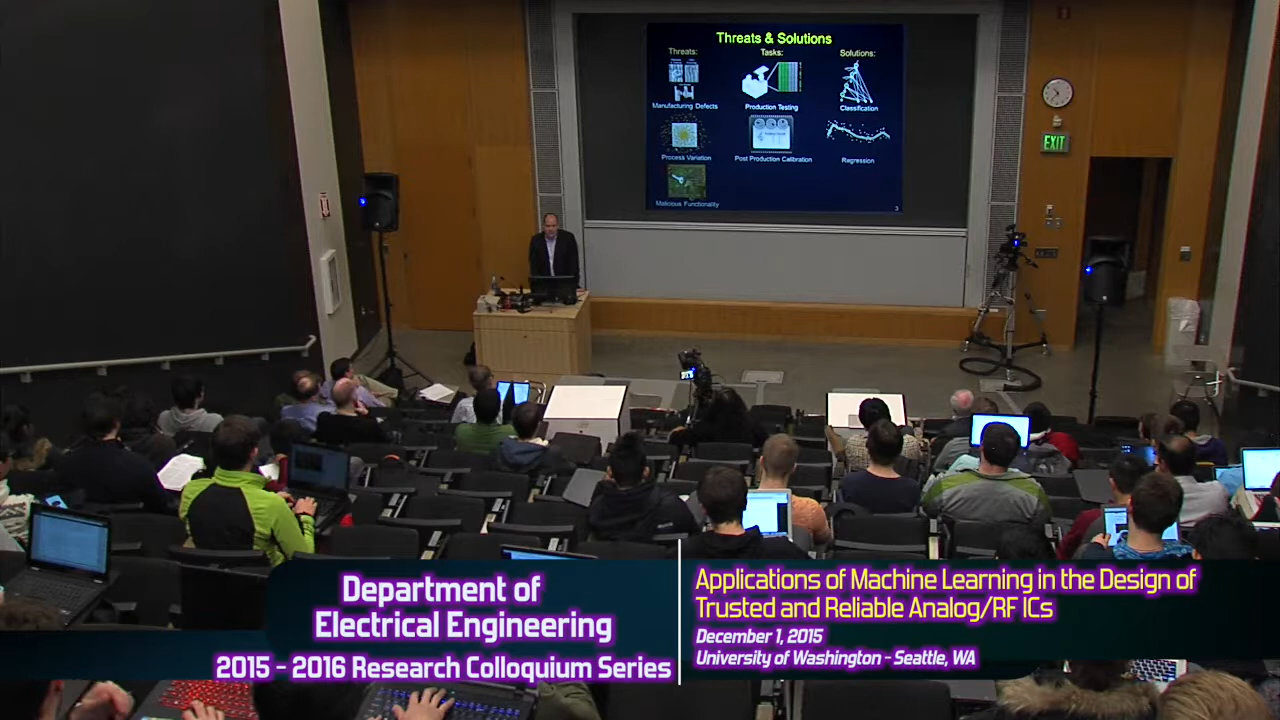 Threats & Solutions
Threats:
Tasks:
Solutions:
Manufacturing Defects
Production Testing
Classification
Process Variation
Post Production Calibration
Regression
Malicious Functionality
3
EXIT
Department of
Electrical Engineering
2015 - 2016 Research Colloquium Series
Applications of Machine Learning in the Design of
Trusted and Reliable Analog/RF ICs
December 1, 2015
University of Washington - Seattle, WA